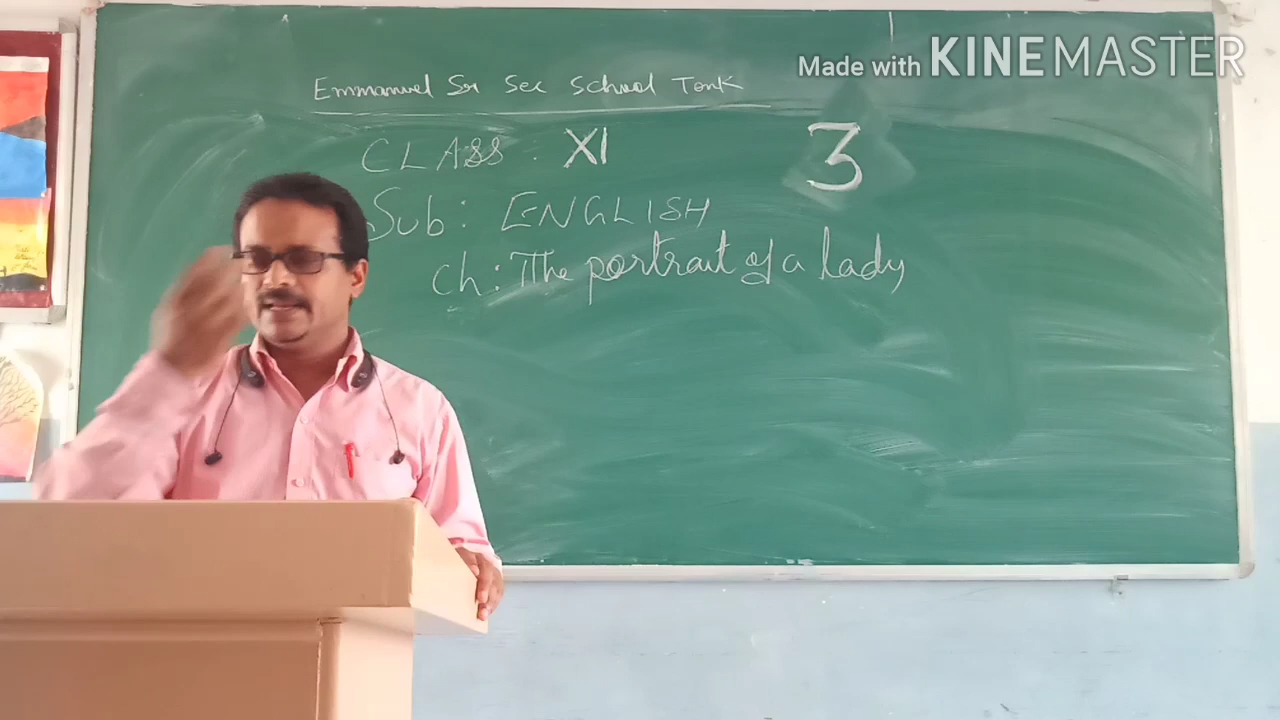 Made with KINEMASTER
Emmanuel Sr Sec School Tonk
CLASS : XI
3
Sub : ENGLISH
Ch : The portrait of a lady